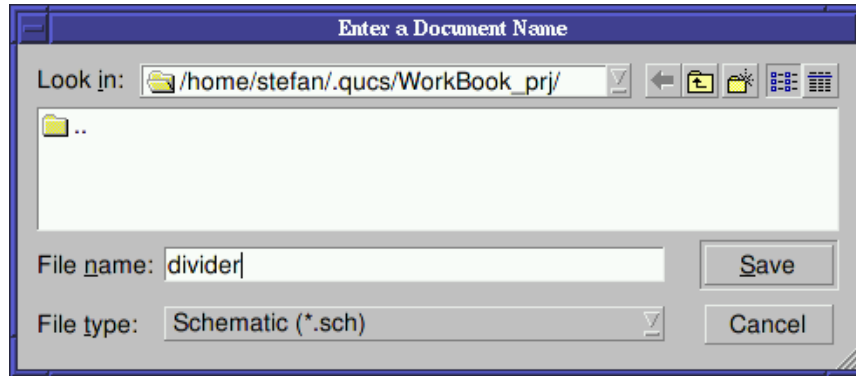 Enter a Document Name
Look in: /home/stefan/.qucs/WorkBook_prj/
..
File name: divider Save
File type: Schematic (*.sch) Cancel